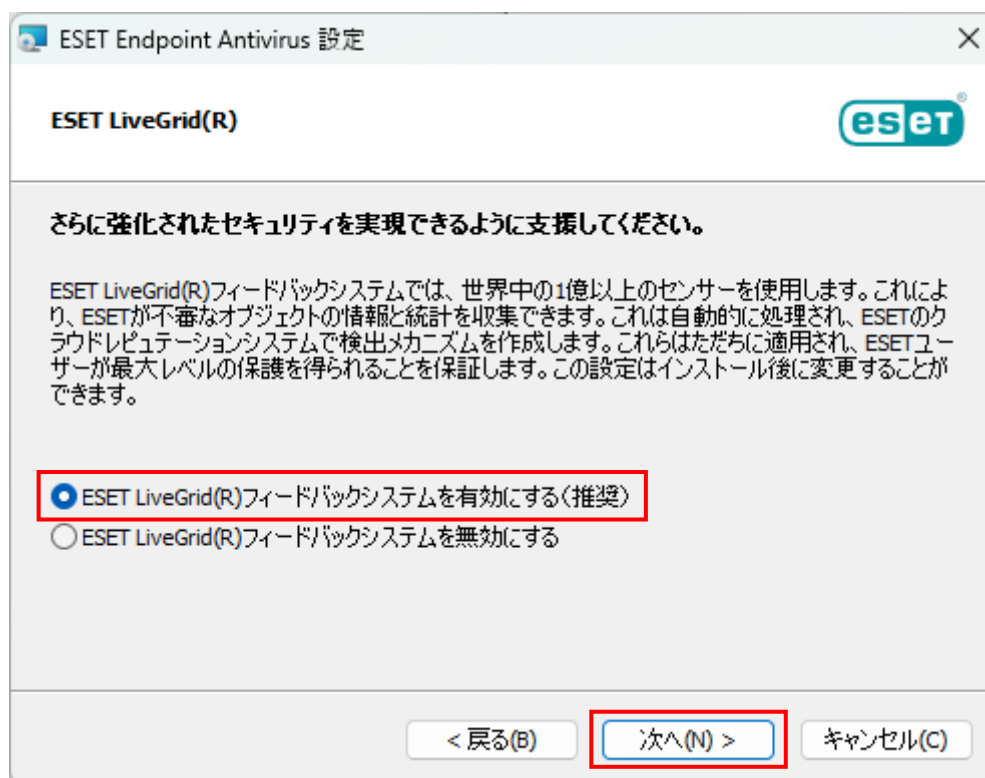 ESET Endpoint Antivirus 設定
ESET LiveGrid(R)
eseT
®
さらに強化されたセキュリティを実現できるように支援してください。
ESET LiveGrid(R)フィードバックシステムでは、世界中の1億以上のセンサーを使用します。これによ
り、ESETが不審なオブジェクトの情報と統計を収集できます。これは自動的に処理され、ESETのク
ラウドレピュテーションシステムで検出メカニズムを作成します。これらはただちに適用され、ESETユー
ザーが最大レベルの保護を得られることを保証します。この設定はインストール後に変更することが
できます。
ESET LiveGrid(R)フィードバックシステムを有効にする(推奨)
ESET LiveGrid(R)フィードバックシステムを無効にする
< 戻る(B)
次へ(N) >
キャンセル(C)